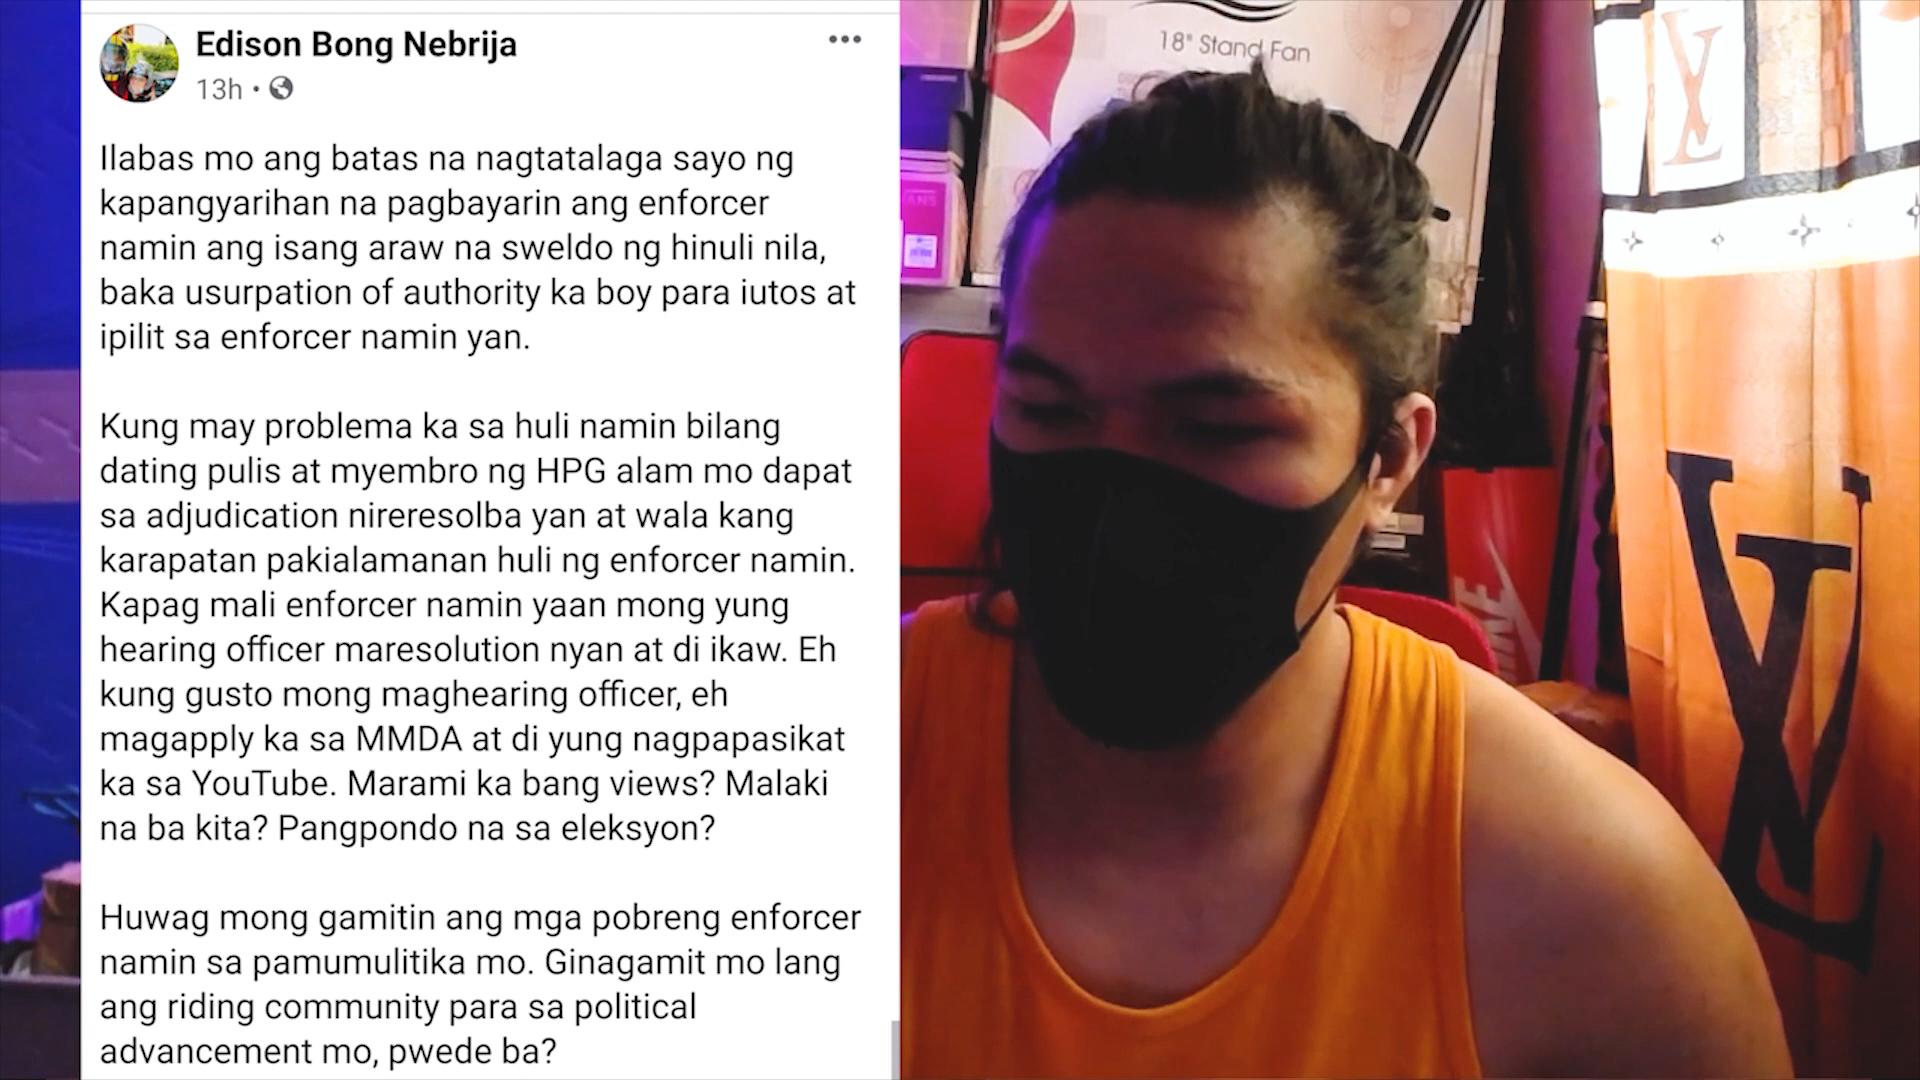 Edison Bong Nebrija
13h
Ilabas mo ang batas na nagtatalaga sayo ng
kapangyarihan na pagbayarin ang enforcer
namin ang isang araw na sweldo ng hinuli nila,
baka usurpation of authority ka boy para iutos at
ipilit sa enforcer namin yan.
Kung may problema ka sa huli namin bilang
dating pulis at myembro ng HPG alam mo dapat
sa adjudication nireresolba yan at wala kang
karapatan pakialamanan huli ng enforcer namin.
Kapag mali enforcer namin yaan mong yung
hearing officer maresolution nyan at di ikaw. Eh
kung gusto mong maghearing officer, eh
magapply ka sa MMDA at di yung nagpapasikat
ka sa YouTube. Marami ka bang views? Malaki
na ba kita? Pangpondo na sa eleksyon?
Huwag mong gamitin ang mga pobreng enforcer
namin sa pamumulitika mo. Ginagamit mo lang
ang riding community para sa political
advancement mo, pwede ba?
18" Stand Fan
LV
LV